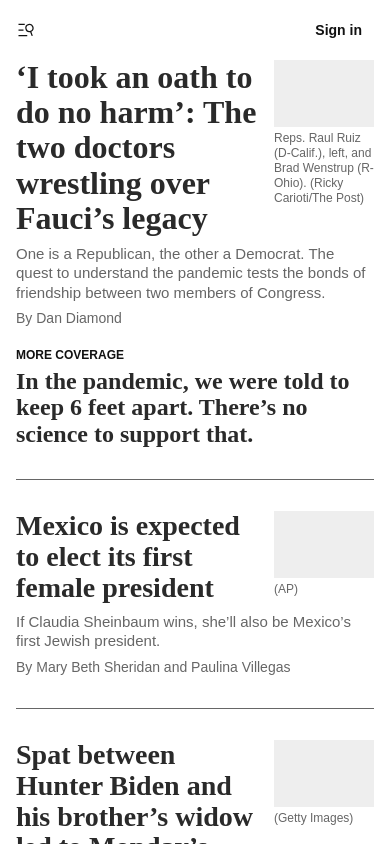 Sign in
‘I took an oath to
do no harm’: The
two doctors
wrestling over
Fauci’s legacy
Reps. Raul Ruiz
(D-Calif.), left, and
Brad Wenstrup (R-
Ohio). (Ricky
Carioti/The Post)
One is a Republican, the other a Democrat. The
quest to understand the pandemic tests the bonds of
friendship between two members of Congress.
By Dan Diamond
MORE COVERAGE
In the pandemic, we were told to
keep 6 feet apart. There’s no
science to support that.
Mexico is expected
to elect its first
female president
(AP)
If Claudia Sheinbaum wins, she’ll also be Mexico’s
first Jewish president.
By Mary Beth Sheridan and Paulina Villegas
Spat between
Hunter Biden and
his brother’s widow
led to Monday’s
(Getty Images)